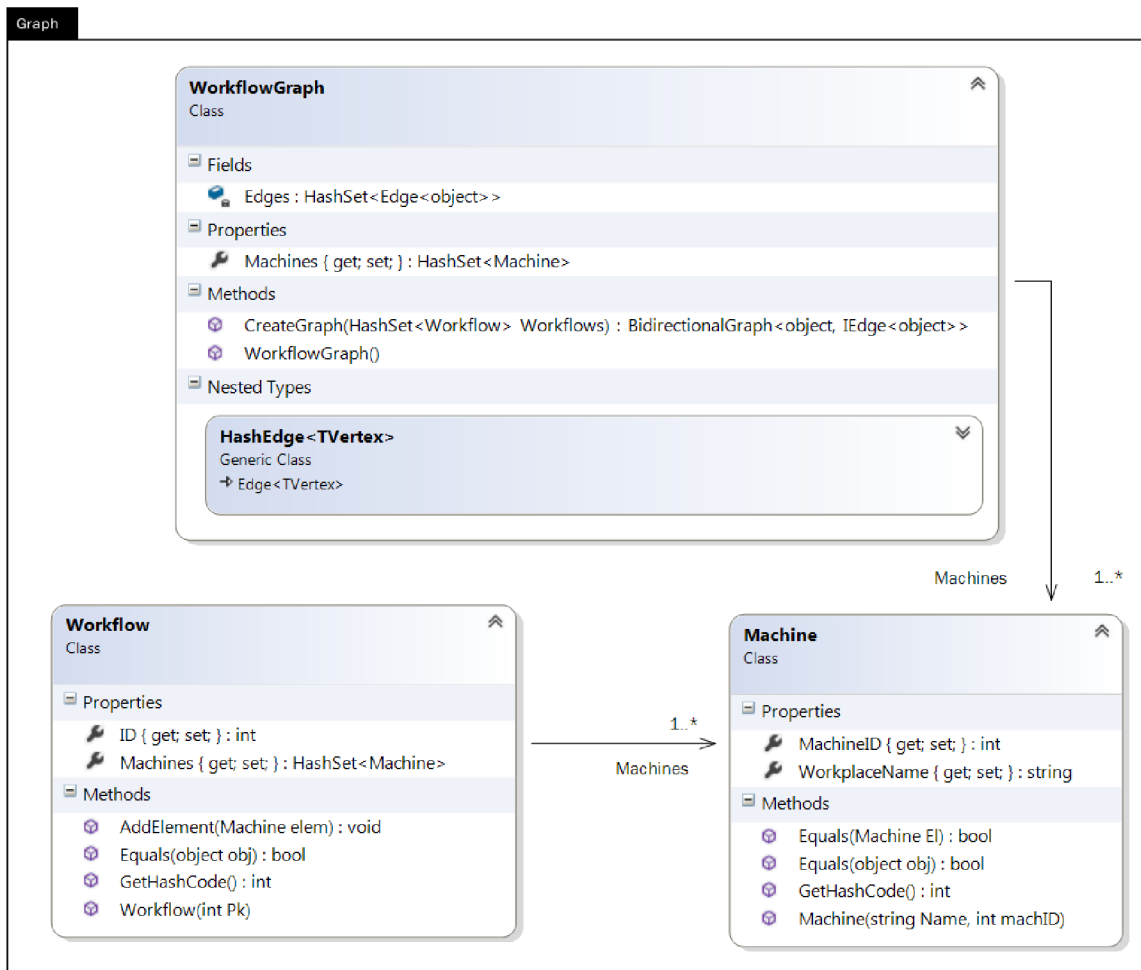 Graph
WorkflowGraph
Class
Fields
Edges : HashSet<Edge<object>>
Properties
Machines { get; set; } : HashSet<Machine>
Methods
CreateGraph(HashSet<Workflow> Workflows) : BidirectionalGraph<object, IEdge<object>>
WorkflowGraph()
Nested Types
HashEdge<TVertex>
Generic Class
Edge<TVertex>
Machines 1..*
Workflow
Class
Properties
ID { get; set; } : int
Machines { get; set; } : HashSet<Machine>
Methods
AddElement(Machine elem) : void
Equals(object obj) : bool
GetHashCode() : int
Workflow(int Pk)
1..*
Machines
Machine
Class
Properties
MachineID { get; set; } : int
WorkplaceName { get; set; } : string
Methods
Equals(Machine El) : bool
Equals(object obj) : bool
GetHashCode() : int
Machine(string Name, int machID)